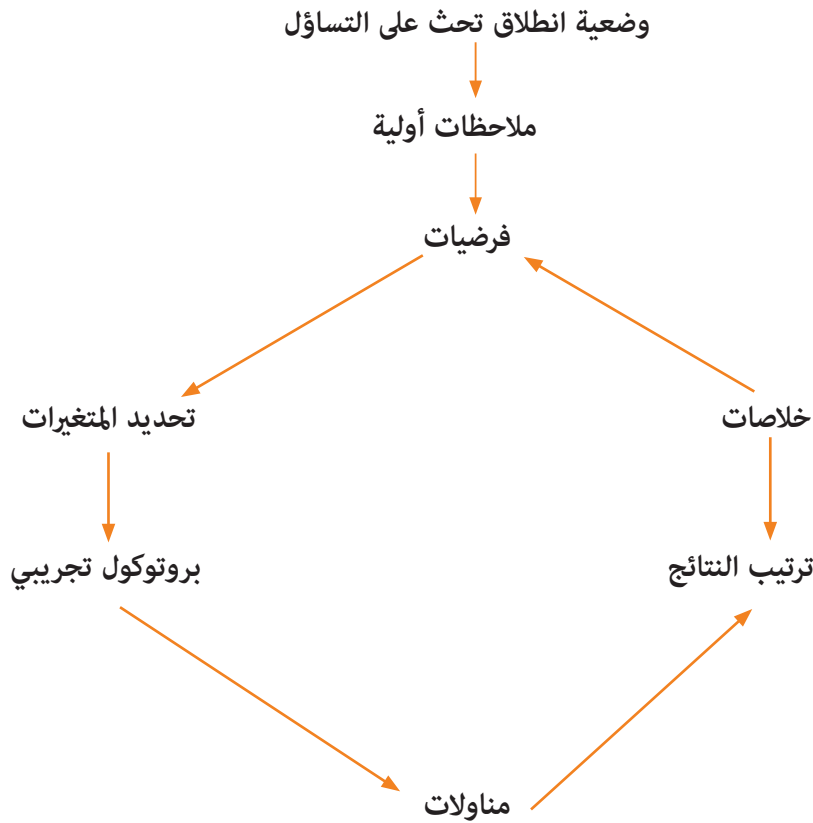 وضعية انطلاق تحث على التساؤل
ملاحظات أولية
فرضيات
خلاصات
تحديد المتغيرات
ترتيب النتائج
بروتوكول تجريبي
مناولات